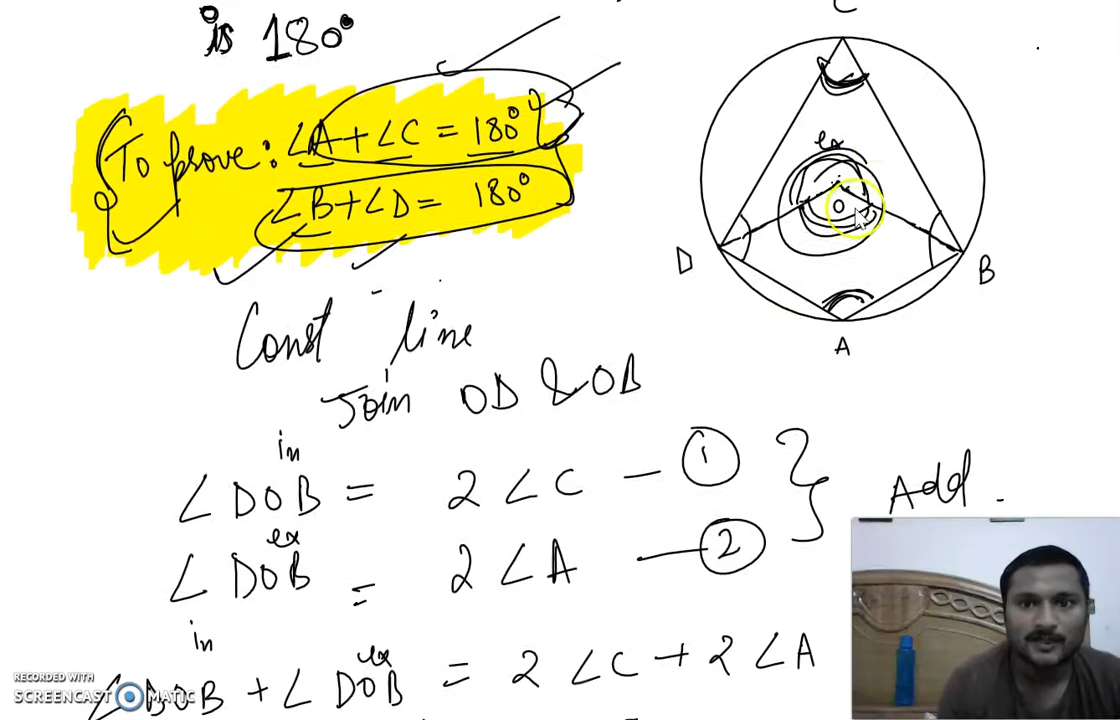 is 180°
To prove: ∠A + ∠C = 180°
∠B + ∠D = 180°
Const line
Join OD & OB
in
∠DOB = 2∠C — ①
ex
∠DOB = 2∠A — ②
Add
in ex
∠DOB + ∠DOB = 2∠C + 2∠A
C
ex
O
D
B
A
RECORDED WITH
SCREENCAST MATIC